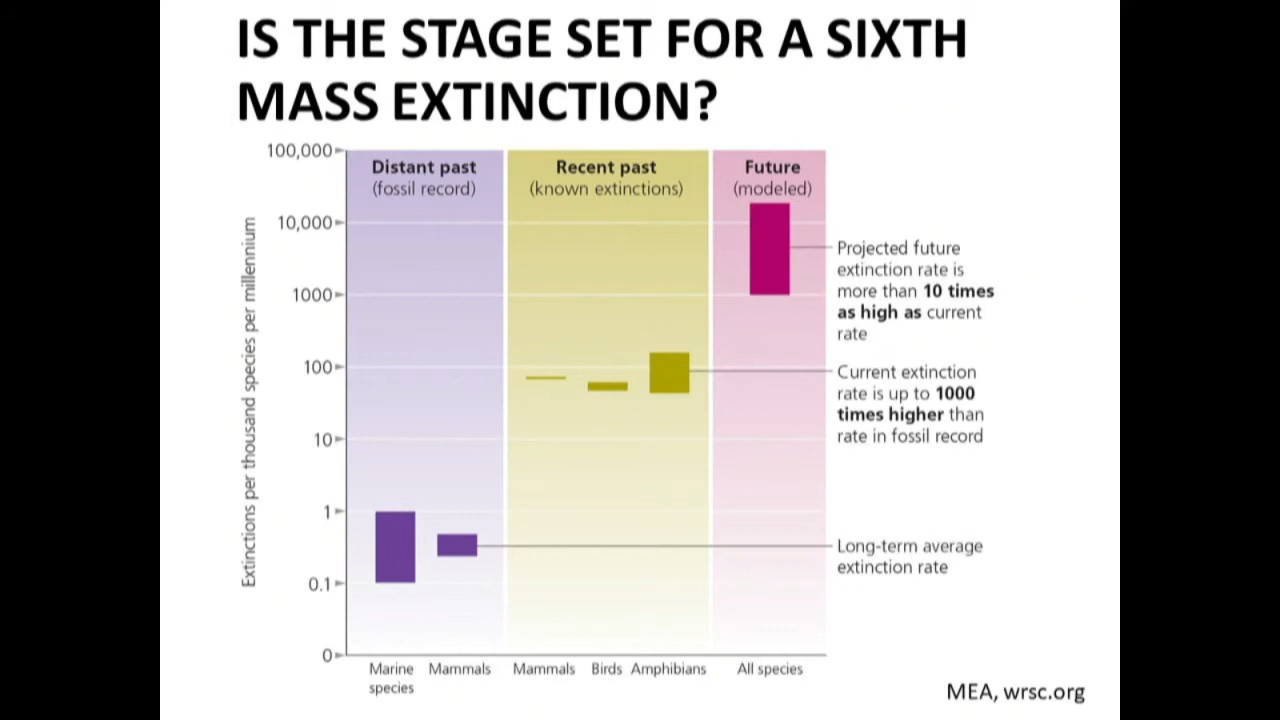 IS THE STAGE SET FOR A SIXTH
MASS EXTINCTION?
Extinctions per thousand species per millennium
100,000
10,000
1000
100
10
1
0.1
0
Distant past
(fossil record)
Recent past
(known extinctions)
Future
(modeled)
Projected future
extinction rate is
more than 10 times
as high as current
rate
Current extinction
rate is up to 1000
times higher than
rate in fossil record
Long-term average
extinction rate
Marine
species
Mammals
Mammals
Birds
Amphibians
All species
MEA, wrsc.org